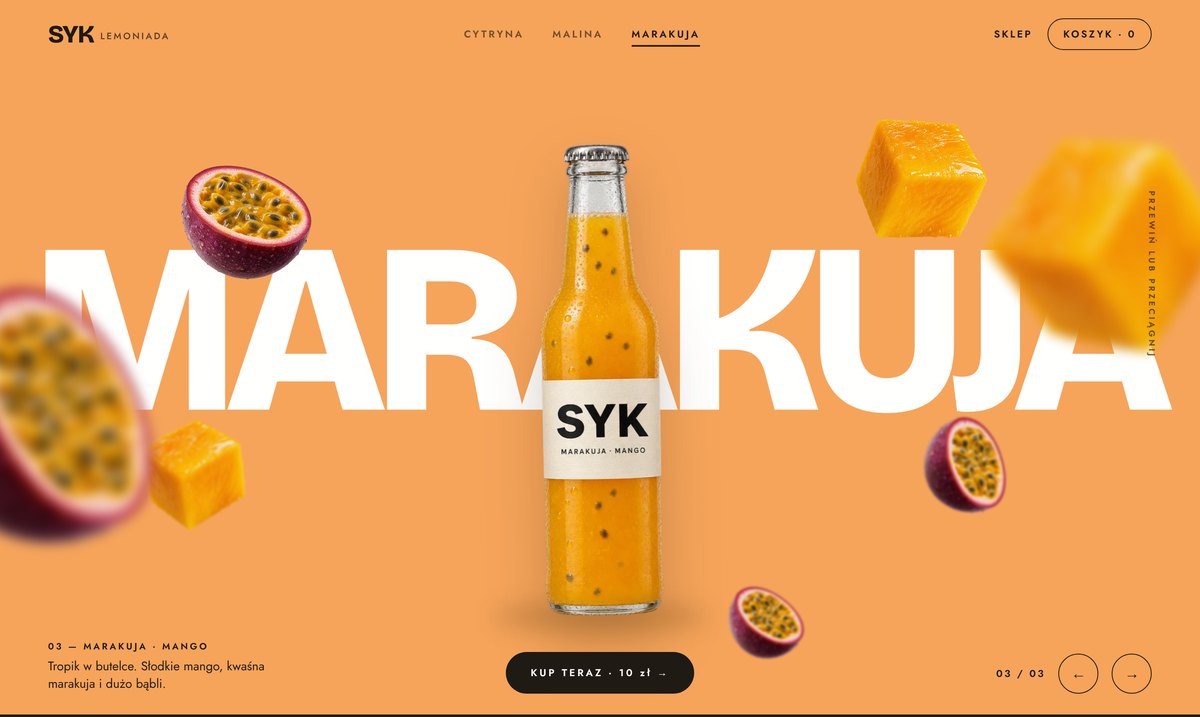 SYK LEMONIADA
CYTRYNA MALINA MARAKUJA
SKLEP KOSZYK · 0
MARAKUJA
PRZEWIŃ LUB PRZECIĄGNIJ
SYK
MARAKUJA · MANGO
03 — MARAKUJA · MANGO
Tropik w butelce. Słodkie mango, kwaśna
marakuja i dużo bąbli.
KUP TERAZ · 10 zł →
03 / 03 ← →